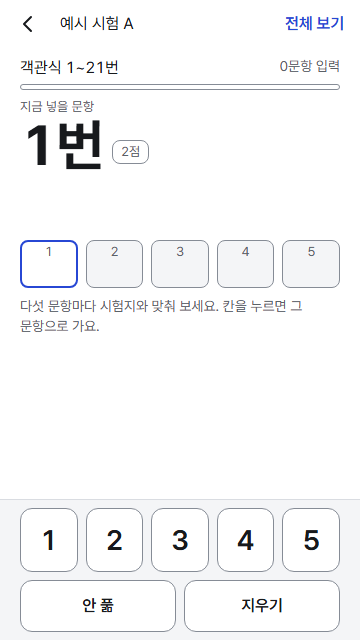 예시 시험 A
전체 보기
객관식 1~21번
0문항 입력
지금 넣을 문항
1번
2점
1 2 3 4 5
다섯 문항마다 시험지와 맞춰 보세요. 칸을 누르면 그
문항으로 가요.
1 2 3 4 5
안 풂
지우기